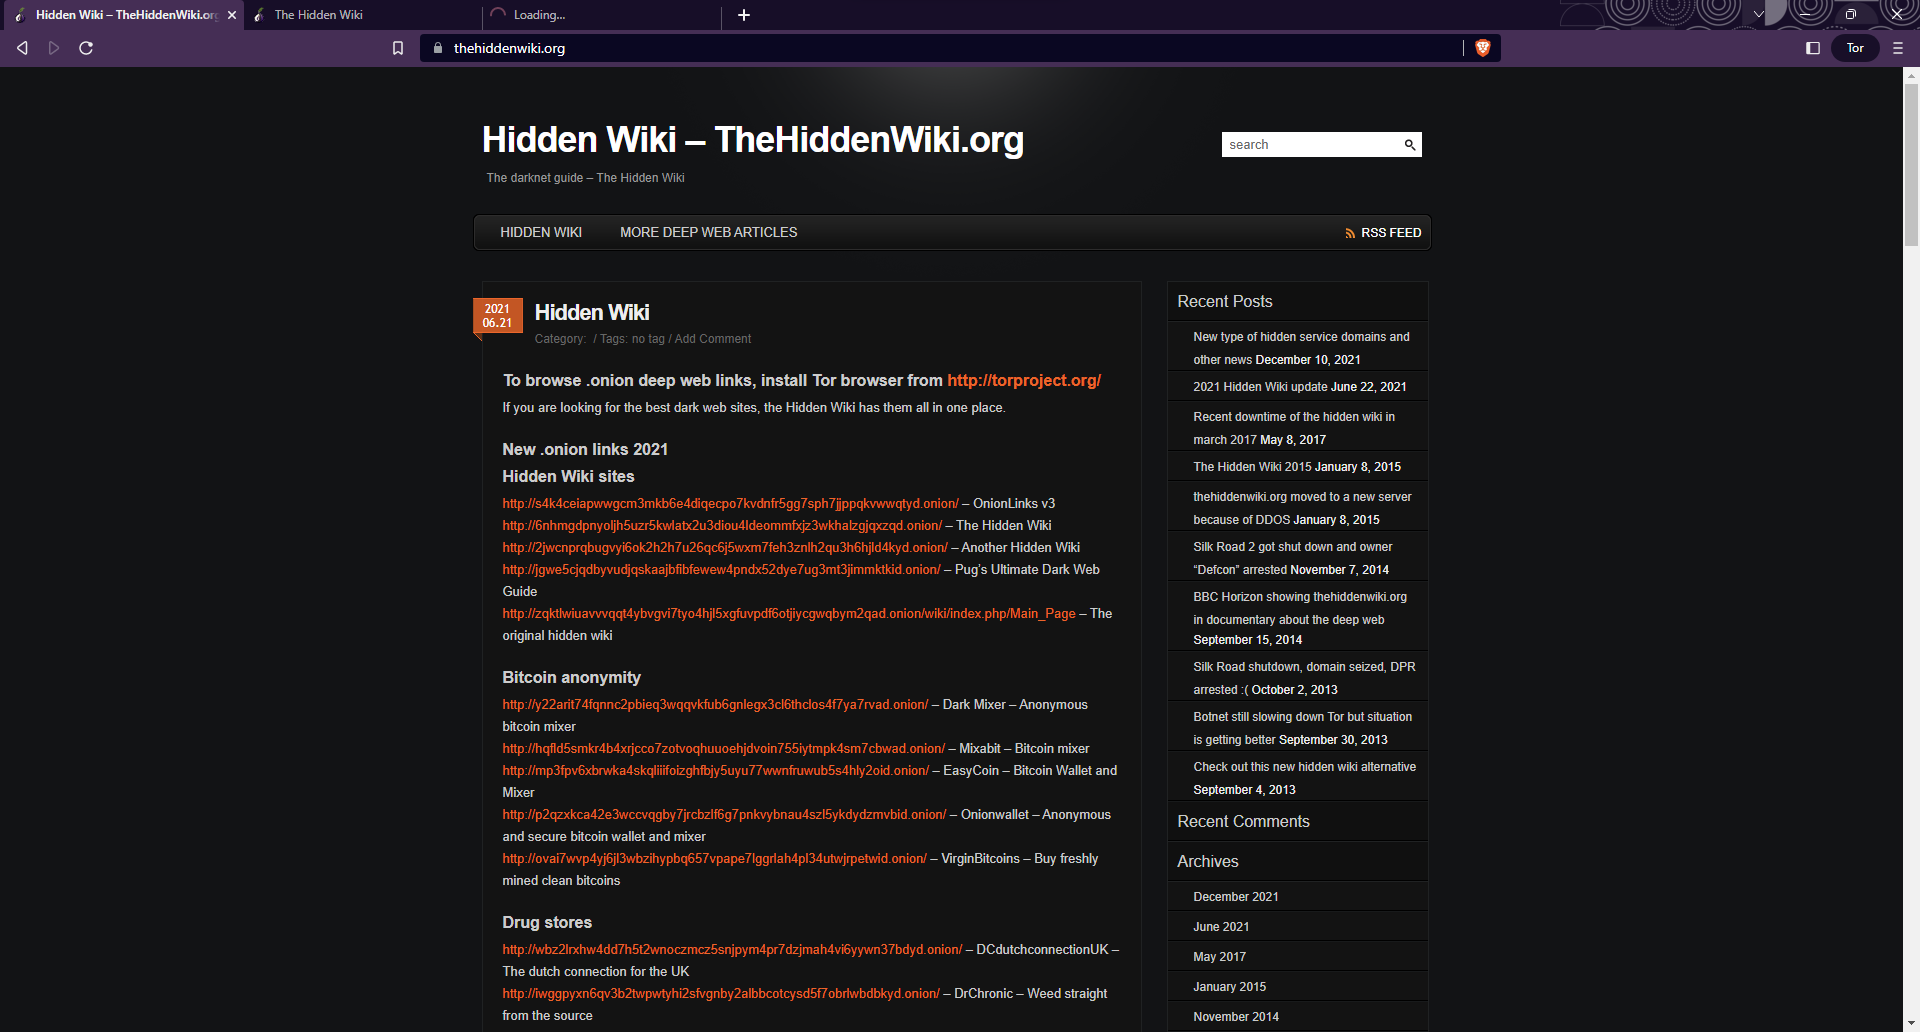 Hidden Wiki – TheHiddenWiki.org
The Hidden Wiki
Loading...
thehiddenwiki.org
Tor
Hidden Wiki – TheHiddenWiki.org
search
The darknet guide – The Hidden Wiki
HIDDEN WIKI
MORE DEEP WEB ARTICLES
RSS FEED
2021
06.21
Hidden Wiki
Category: / Tags: no tag / Add Comment
To browse .onion deep web links, install Tor browser from http://torproject.org/
If you are looking for the best dark web sites, the Hidden Wiki has them all in one place.
New .onion links 2021
Hidden Wiki sites
http://s4k4ceiapwwgcm3mkb6e4diqecpo7kvdnfr5gg7sph7jjppqkvwwqtyd.onion/ – OnionLinks v3
http://6nhmgdpnyoljh5uzr5kwlatx2u3diou4ldeommfxjz3wkhalzgjqxzqd.onion/ – The Hidden Wiki
http://2jwcnprqbugvyi6ok2h2h7u26qc6j5wxm7feh3znlh2qu3h6hjld4kyd.onion/ – Another Hidden Wiki
http://jgwe5cjqdbyvudjqskaajbfibfewew4pndx52dye7ug3mt3jimmktkid.onion/ – Pug's Ultimate Dark Web
Guide
http://zqktlwiuavvvqqt4ybvgvi7tyo4hjl5xgfuvpdf6otjiycgwqbym2qad.onion/wiki/index.php/Main_Page – The
original hidden wiki
Bitcoin anonymity
http://y22arit74fqnnc2pbieq3wqqvkfub6gnlegx3cl6thclos4f7ya7rvad.onion/ – Dark Mixer – Anonymous
bitcoin mixer
http://hqfld5smkr4b4xrjcco7zotvoqhuuoehjdvoin755iytmpk4sm7cbwad.onion/ – Mixabit – Bitcoin mixer
http://mp3fpv6xbrwka4skqliiifoizghfbjy5uyu77wwnfruwub5s4hly2oid.onion/ – EasyCoin – Bitcoin Wallet and
Mixer
http://p2qzxkca42e3wccvqgby7jrcbzlf6g7pnkvybnau4szl5ykdydzmvbid.onion/ – Onionwallet – Anonymous
and secure bitcoin wallet and mixer
http://ovai7wvp4yj6jl3wbzihypbq657vpape7lggrlah4pl34utwjrpetwid.onion/ – VirginBitcoins – Buy freshly
mined clean bitcoins
Drug stores
http://wbz2lrxhw4dd7h5t2wnoczmcz5snjpym4pr7dzjmah4vi6yywn37bdyd.onion/ – DCdutchconnectionUK –
The dutch connection for the UK
http://iwggpyxn6qv3b2twpwtyhi2sfvgnby2albbcotcysd5f7obrlwbdbkyd.onion/ – DrChronic – Weed straight
from the source
Recent Posts
New type of hidden service domains and
other news December 10, 2021
2021 Hidden Wiki update June 22, 2021
Recent downtime of the hidden wiki in
march 2017 May 8, 2017
The Hidden Wiki 2015 January 8, 2015
thehiddenwiki.org moved to a new server
because of DDOS January 8, 2015
Silk Road 2 got shut down and owner
“Defcon” arrested November 7, 2014
BBC Horizon showing thehiddenwiki.org
in documentary about the deep web
September 15, 2014
Silk Road shutdown, domain seized, DPR
arrested :( October 2, 2013
Botnet still slowing down Tor but situation
is getting better September 30, 2013
Check out this new hidden wiki alternative
September 4, 2013
Recent Comments
Archives
December 2021
June 2021
May 2017
January 2015
November 2014